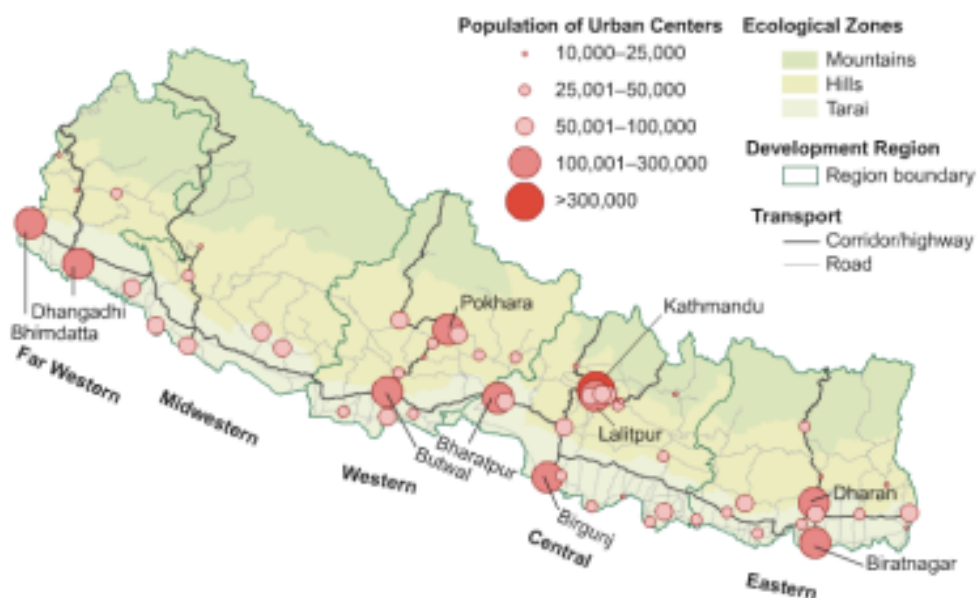 Population of Urban Centers
10,000–25,000
25,001–50,000
50,001–100,000
100,001–300,000
>300,000
Ecological Zones
Mountains
Hills
Tarai
Development Region
Region boundary
Transport
Corridor/highway
Road
Kathmandu
Pokhara
Dhangadhi
Bhimdatta
Far Western
Midwestern
Lalitpur
Bharatpur
Butwal
Western
Dharan
Birgunj
Central
Biratnagar
Eastern